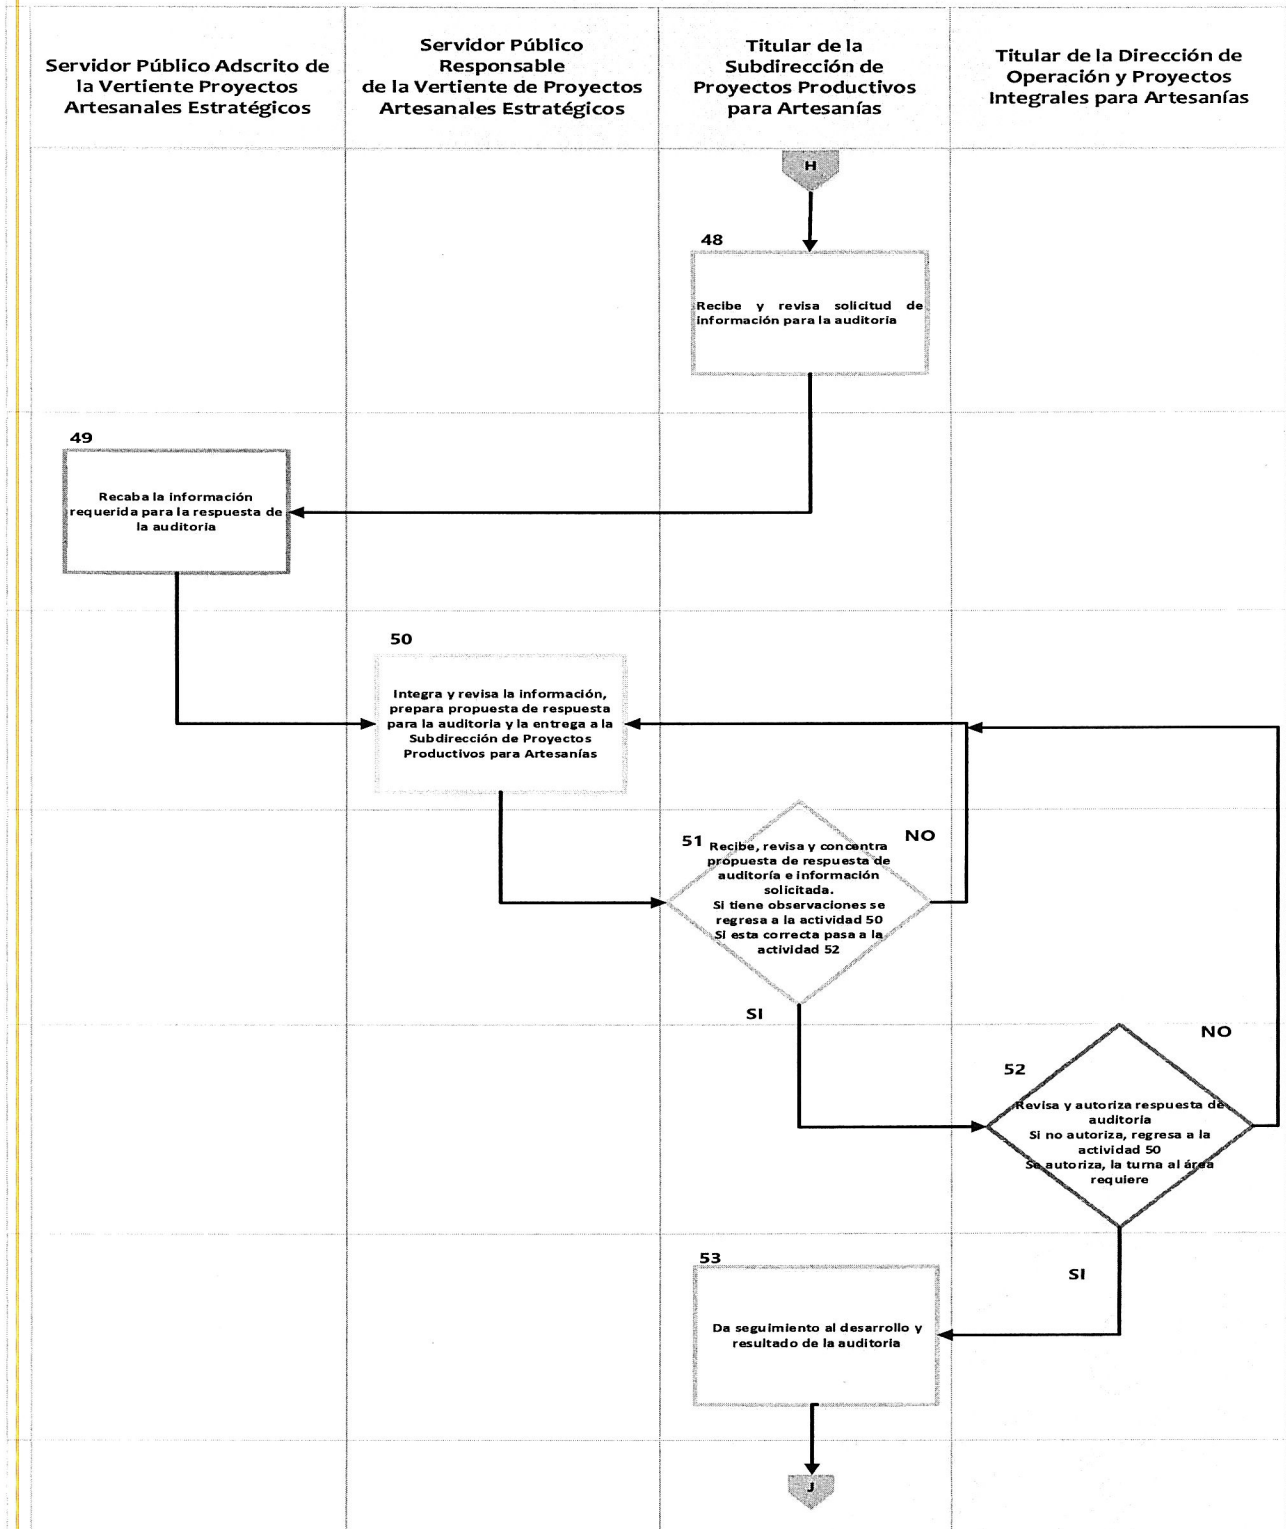 Servidor Público Adscrito de
la Vertiente Proyectos
Artesanales Estratégicos
Servidor Público
Responsable
de la Vertiente de Proyectos
Artesanales Estratégicos
Titular de la
Subdirección de
Proyectos Productivos
para Artesanías
Titular de la Dirección de
Operación y Proyectos
Integrales para Artesanías
H
48
Recibe y revisa solicitud de
información para la auditoria
49
Recaba la información
requerida para la respuesta de
la auditoria
50
Integra y revisa la información,
prepara propuesta de respuesta
para la auditoria y la entrega a la
Subdirección de Proyectos
Productivos para Artesanías
51
NO
Recibe, revisa y concentra
propuesta de respuesta de
auditoría e información
solicitada.
Si tiene observaciones se
regresa a la actividad 50
Si esta correcta pasa a la
actividad 52
SI
NO
52
Revisa y autoriza respuesta de
auditoria
Si no autoriza, regresa a la
actividad 50
Se autoriza, la turna al área
requiere
SI
53
Da seguimiento al desarrollo y
resultado de la auditoria
J